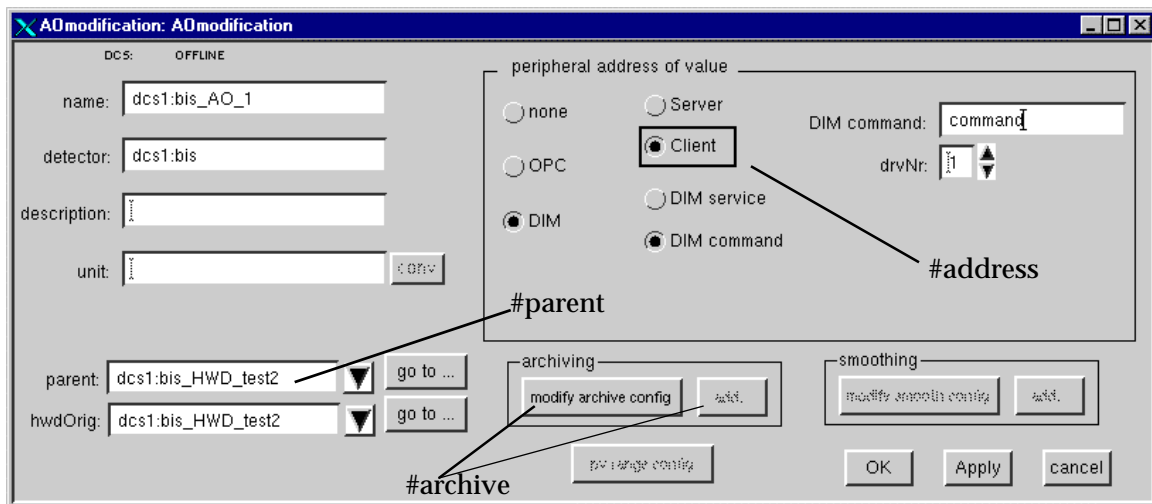 AOmodification: AOmodification
DCS: OFFLINE
name: dcs1:bis_AO_1
detector: dcs1:bis
description:
unit: conv
peripheral address of value
none
OPC
DIM
Server
Client
DIM service
DIM command
DIM command: command
drvNr: 1
#address
#parent
parent: dcs1:bis_HWD_test2 go to ...
hwdOrig: dcs1:bis_HWD_test2 go to ...
archiving
modify archive config add.
smoothing
modify smooth config add.
#archive
pv range config
OK Apply cancel